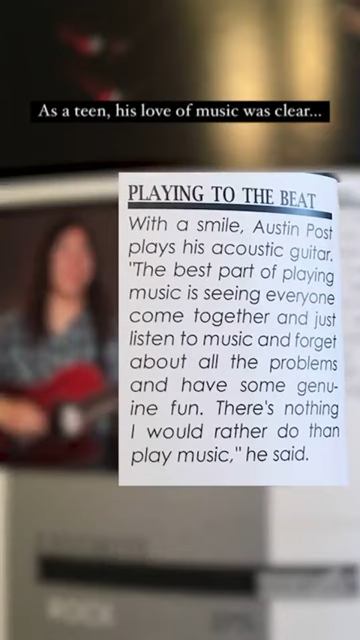 As a teen, his love of music was clear...
PLAYING TO THE BEAT
With a smile, Austin Post
plays his acoustic guitar.
"The best part of playing
music is seeing everyone
come together and just
listen to music and forget
about all the problems
and have some genu-
ine fun. There's nothing
I would rather do than
play music," he said.
ROCK